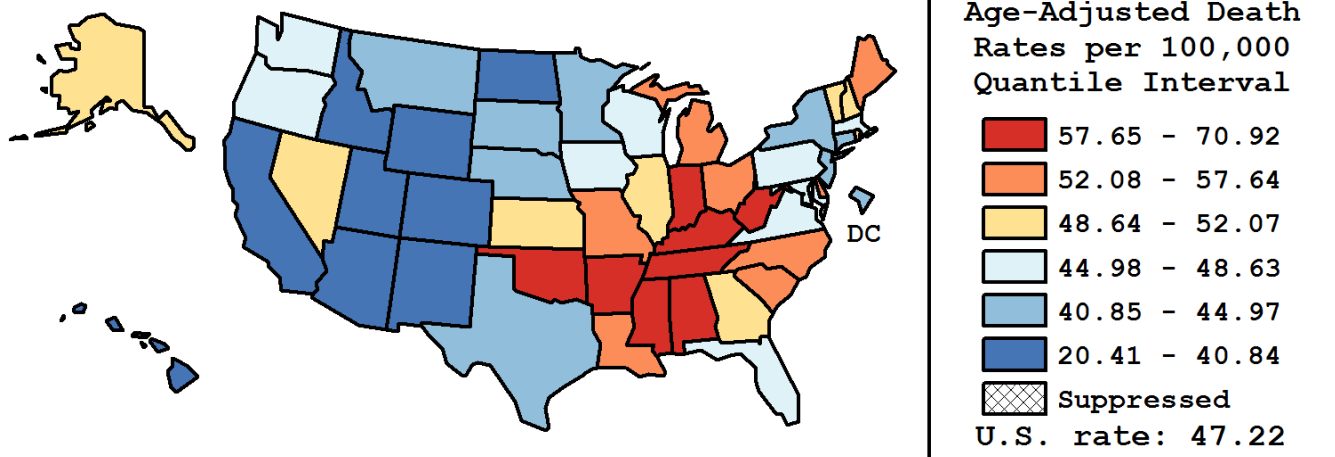 Age-Adjusted Death
Rates per 100,000
Quantile Interval
57.65 - 70.92
52.08 - 57.64
48.64 - 52.07
44.98 - 48.63
40.85 - 44.97
20.41 - 40.84
Suppressed
U.S. rate: 47.22
DC